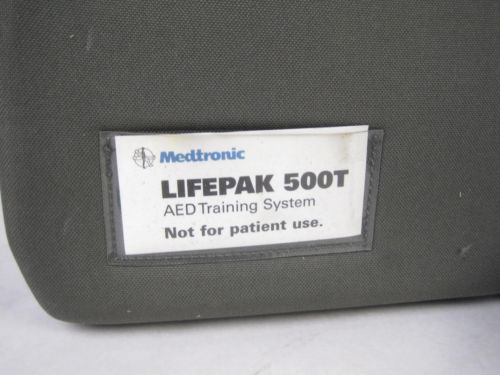 Medtronic
LIFEPAK 500T
AED Training System
Not for patient use.